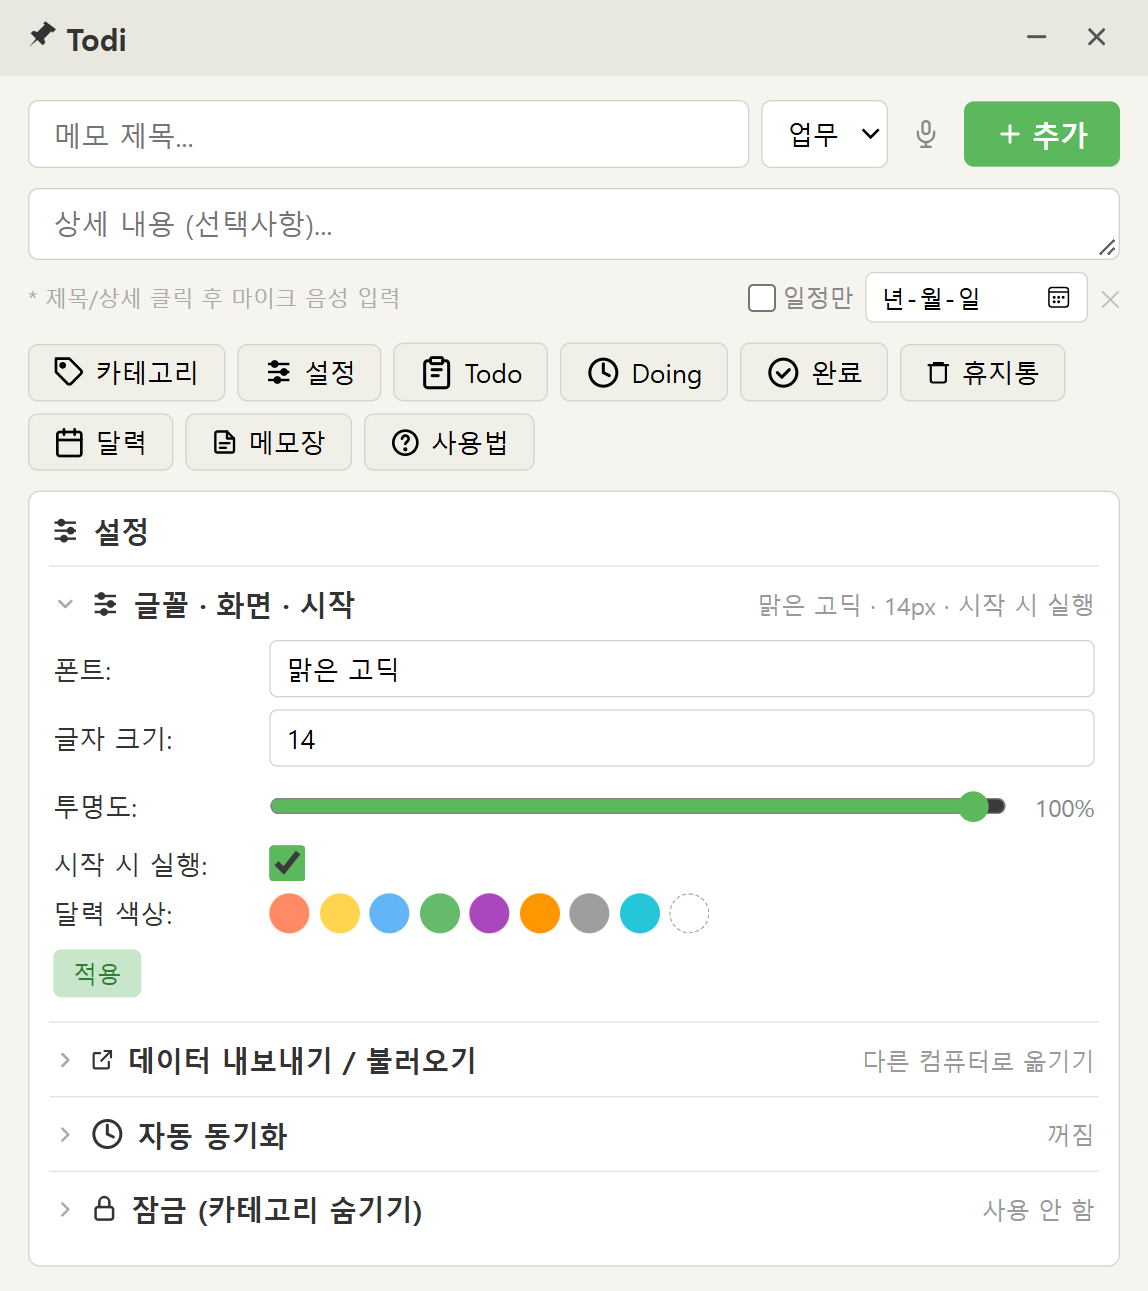 Todi
메모 제목...
업무
+ 추가
상세 내용 (선택사항)...
* 제목/상세 클릭 후 마이크 음성 입력
일정만
년-월-일
카테고리
설정
Todo
Doing
완료
휴지통
달력
메모장
사용법
설정
글꼴 · 화면 · 시작
맑은 고딕 · 14px · 시작 시 실행
폰트:
맑은 고딕
글자 크기:
14
투명도:
100%
시작 시 실행:
달력 색상:
적용
데이터 내보내기 / 불러오기
다른 컴퓨터로 옮기기
자동 동기화
꺼짐
잠금 (카테고리 숨기기)
사용 안 함